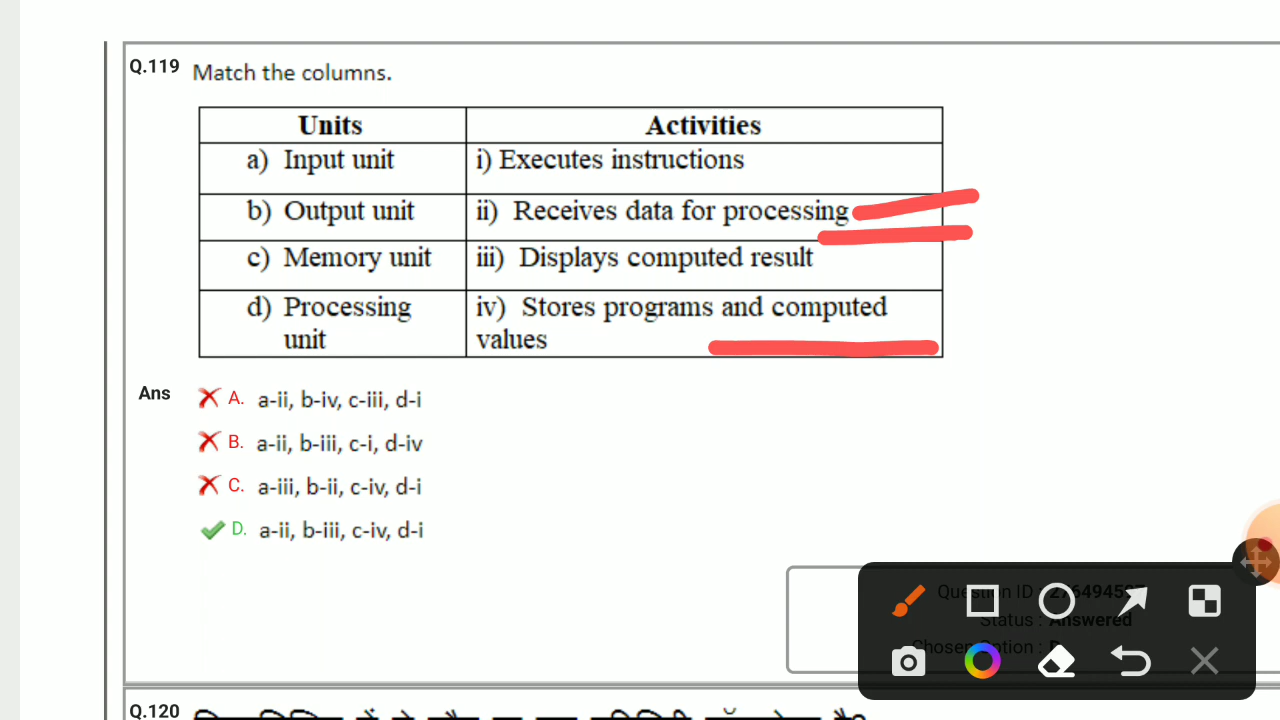 Q.119 Match the columns.
Units Activities
a) Input unit i) Executes instructions
b) Output unit ii) Receives data for processing
c) Memory unit iii) Displays computed result
d) Processing unit iv) Stores programs and computed values
Ans A. a-ii, b-iv, c-iii, d-i
B. a-ii, b-iii, c-i, d-iv
C. a-iii, b-ii, c-iv, d-i
D. a-ii, b-iii, c-iv, d-i
Question ID
Status : Answered
Chosen Option :
Q.120